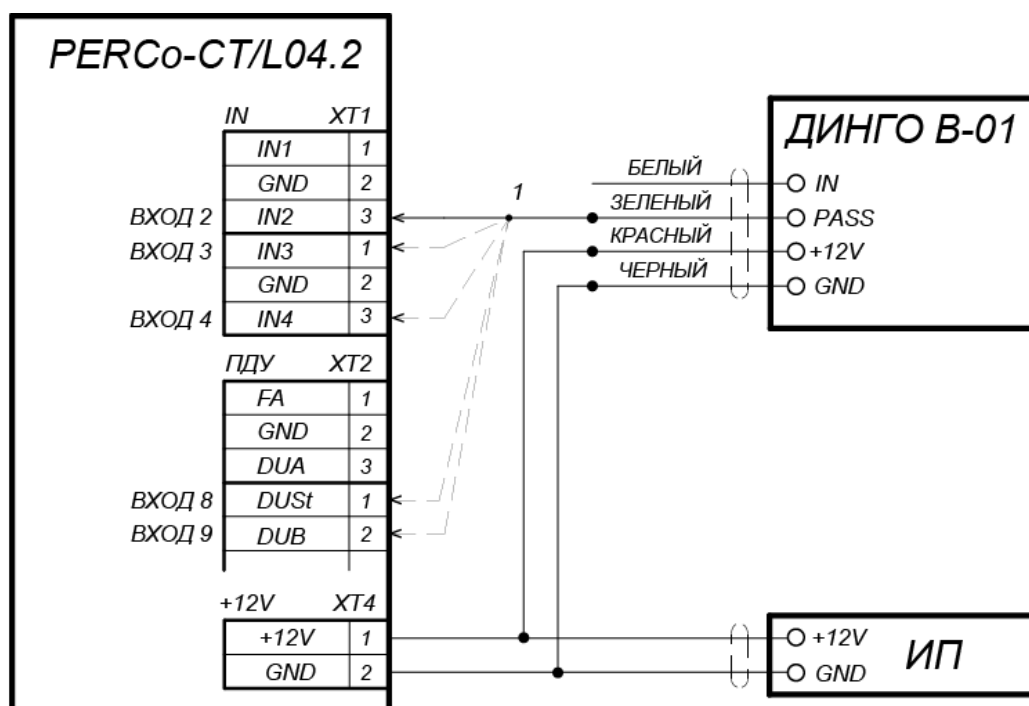 PERCo-CT/L04.2
IN XT1
IN1 1
GND 2
ВХОД 2 IN2 3
ВХОД 3 IN3 1
GND 2
ВХОД 4 IN4 3
ПДУ XT2
FA 1
GND 2
DUA 3
ВХОД 8 DUSt 1
ВХОД 9 DUB 2
+12V XT4
+12V 1
GND 2
1
БЕЛЫЙ
ЗЕЛЕНЫЙ
КРАСНЫЙ
ЧЕРНЫЙ
ДИНГО В-01
IN
PASS
+12V
GND
+12V
GND
ИП